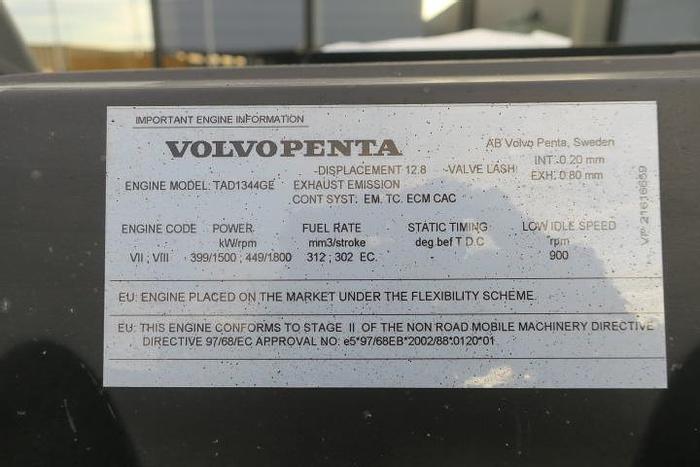 IMPORTANT ENGINE INFORMATION
VOLVO PENTA
AB Volvo Penta, Sweden
-DISPLACEMENT 12.8 -VALVE LASH INT. 0.20 mm
ENGINE MODEL: TAD1344GE EXHAUST EMISSION EXH. 0.80 mm
CONT SYST. EM. TC. ECM CAC
ENGINE CODE POWER FUEL RATE STATIC TIMING LOW IDLE SPEED
kW/rpm mm3/stroke deg.bef T.D.C rpm
VII ; VIII 399/1500 ; 449/1800 312 ; 302 EC. 900
EU: ENGINE PLACED ON THE MARKET UNDER THE FLEXIBILITY SCHEME.
EU: THIS ENGINE CONFORMS TO STAGE II OF THE NON ROAD MOBILE MACHINERY DIRECTIVE
DIRECTIVE 97/68/EC APPROVAL NO: e5*97/68EB*2002/88*0120*01
VP 21616669